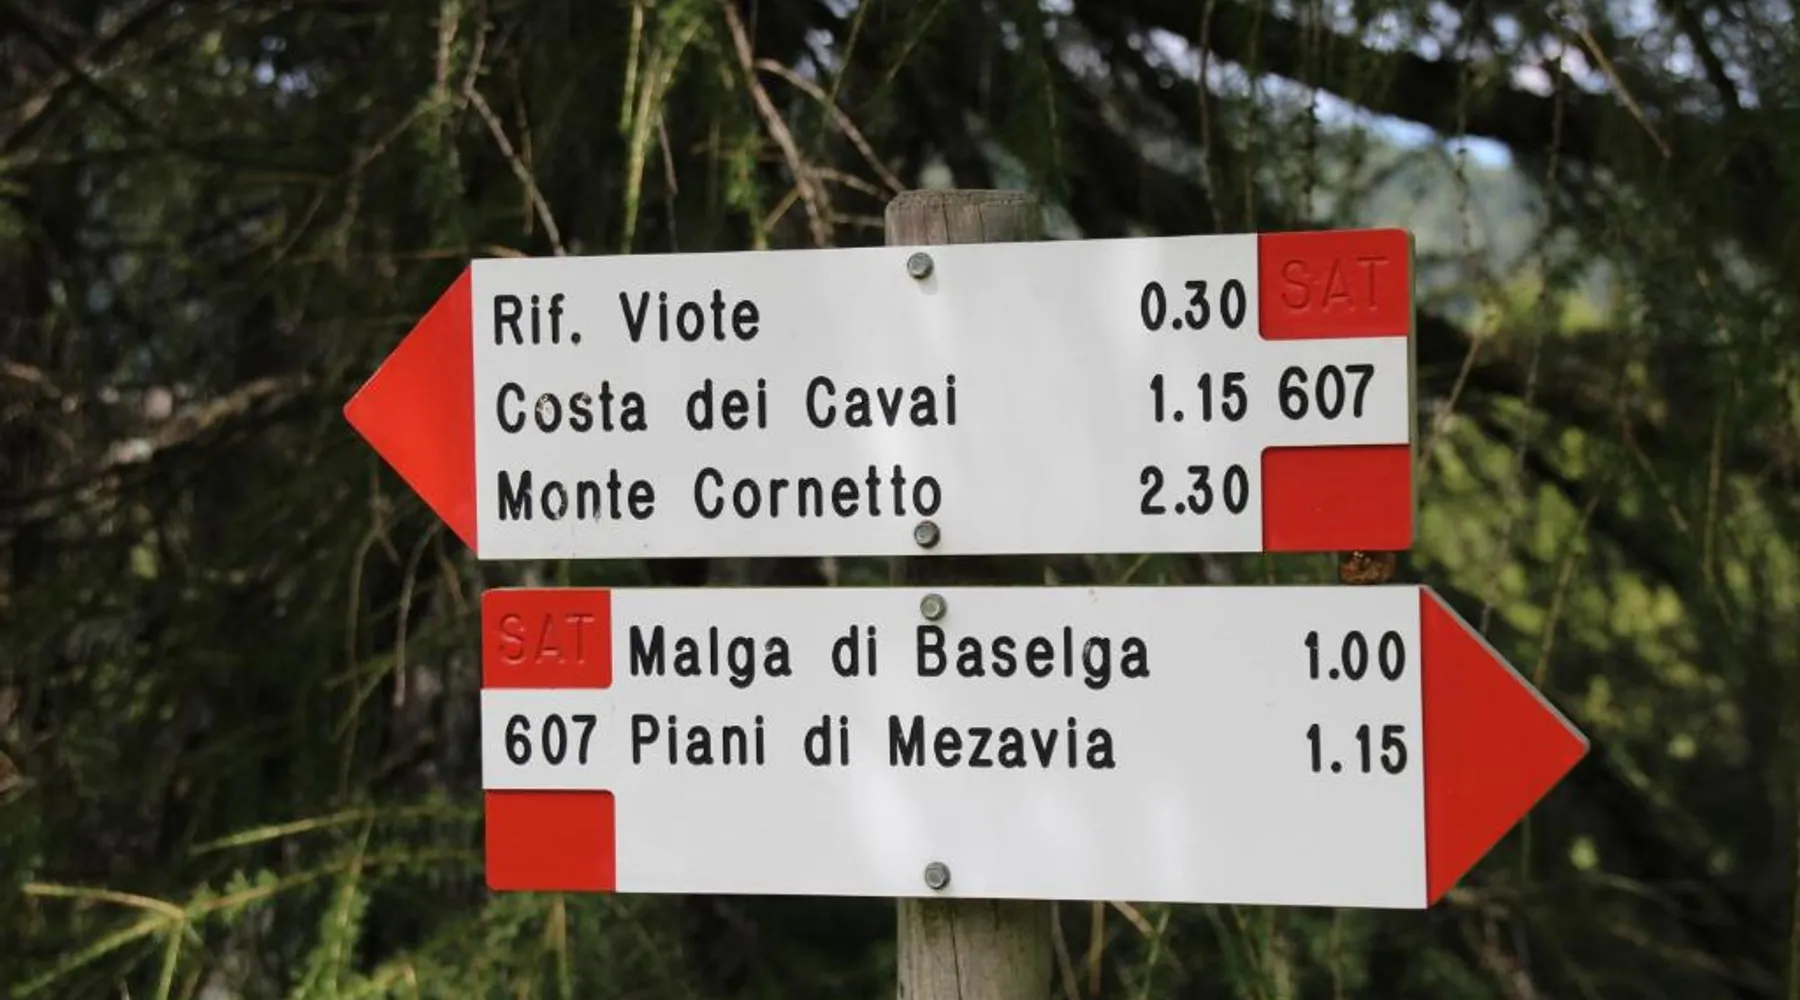 Rif. Viote 0.30 SAT
Costa dei Cavai 1.15 607
Monte Cornetto 2.30
SAT Malga di Baselga 1.00
607 Piani di Mezavia 1.15